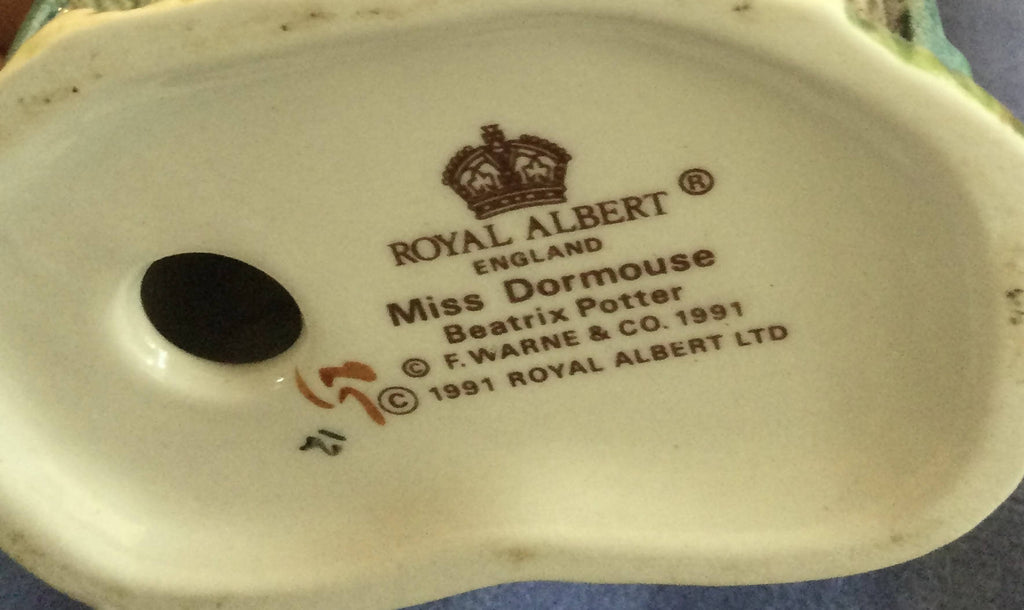 ROYAL ALBERT ®
ENGLAND
Miss Dormouse
Beatrix Potter
© F. WARNE & CO. 1991
© 1991 ROYAL ALBERT LTD